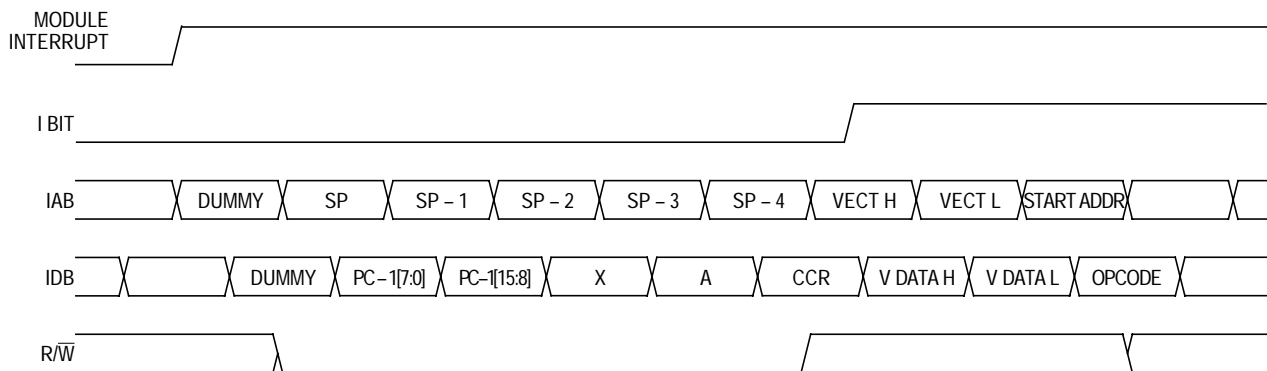 MODULE
INTERRUPT
I BIT
IAB DUMMY SP SP – 1 SP – 2 SP – 3 SP – 4 VECT H VECT L START ADDR
IDB DUMMY PC – 1[7:0] PC–1[15:8] X A CCR V DATA H V DATA L OPCODE
R/W̅